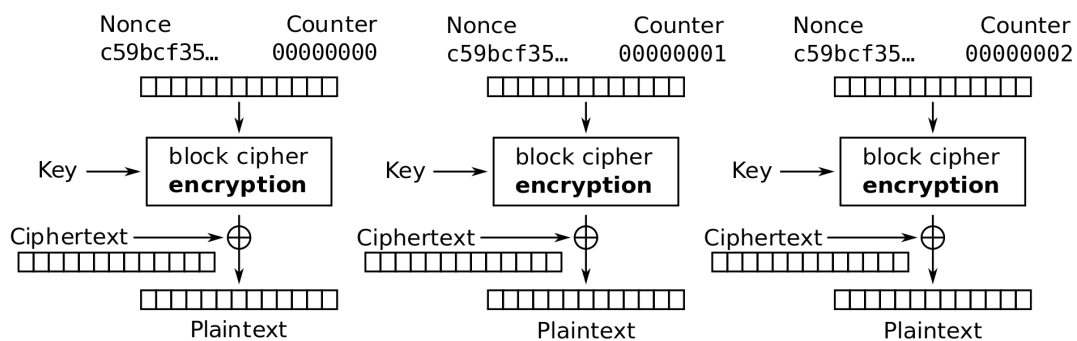 Nonce Counter Nonce Counter Nonce Counter
c59bcf35… 00000000 c59bcf35… 00000001 c59bcf35… 00000002
block cipher block cipher block cipher
Key encryption Key encryption Key encryption
Ciphertext Ciphertext Ciphertext
Plaintext Plaintext Plaintext